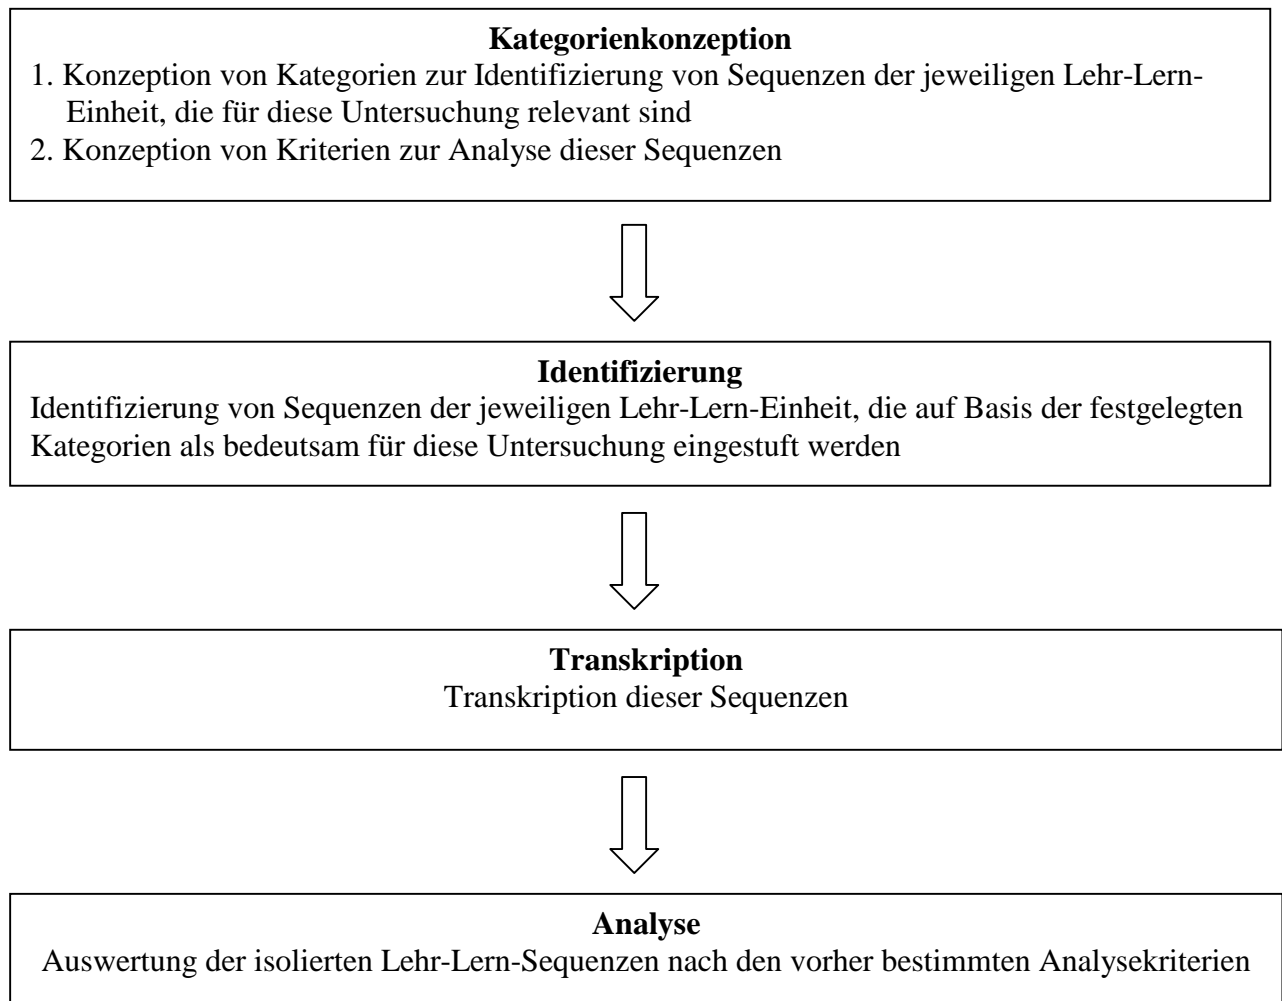 Kategorienkonzeption
1. Konzeption von Kategorien zur Identifizierung von Sequenzen der jeweiligen Lehr-Lern-
Einheit, die für diese Untersuchung relevant sind
2. Konzeption von Kriterien zur Analyse dieser Sequenzen
Identifizierung
Identifizierung von Sequenzen der jeweiligen Lehr-Lern-Einheit, die auf Basis der festgelegten
Kategorien als bedeutsam für diese Untersuchung eingestuft werden
Transkription
Transkription dieser Sequenzen
Analyse
Auswertung der isolierten Lehr-Lern-Sequenzen nach den vorher bestimmten Analysekriterien